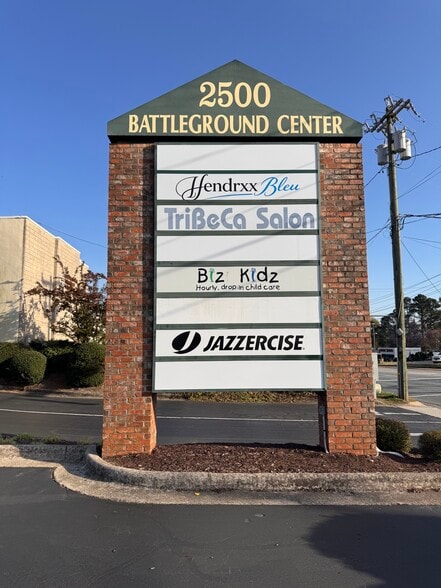 2500
BATTLEGROUND CENTER
Hendrxx Bleu
TriBeCa Salon
Biz Kidz
Hourly, drop in child care
JAZZERCISE